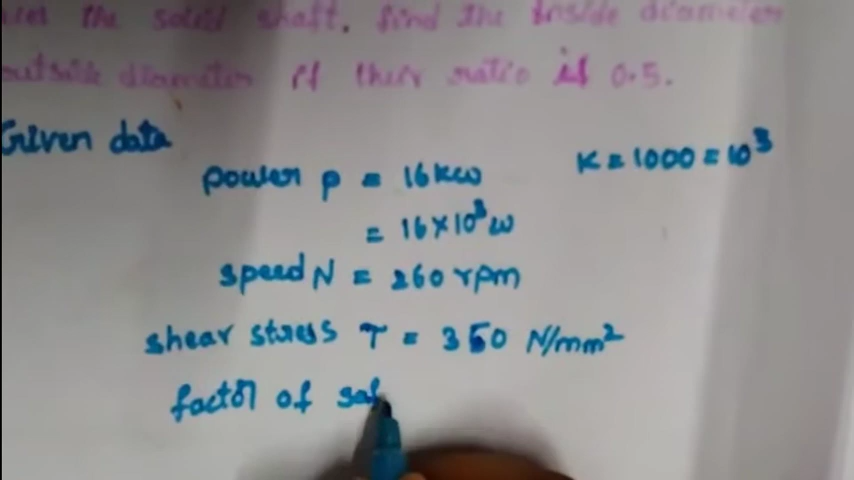 the solid shaft. find the inside diameter
outside diameter if their ratio is 0.5.
Given data
power p = 16kw K = 1000 = 10³
= 16×10³ w
speed N = 260 rpm
shear stress τ = 350 N/mm²
factor of saf